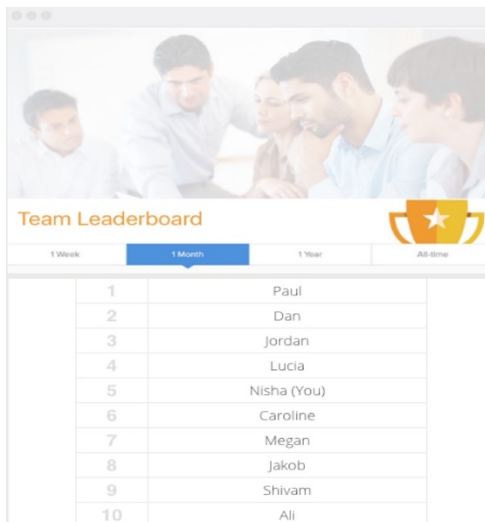 Team Leaderboard
1 Week 1 Month 1 Year All-time
1 Paul
2 Dan
3 Jordan
4 Lucia
5 Nisha (You)
6 Caroline
7 Megan
8 Jakob
9 Shivam
10 Ali